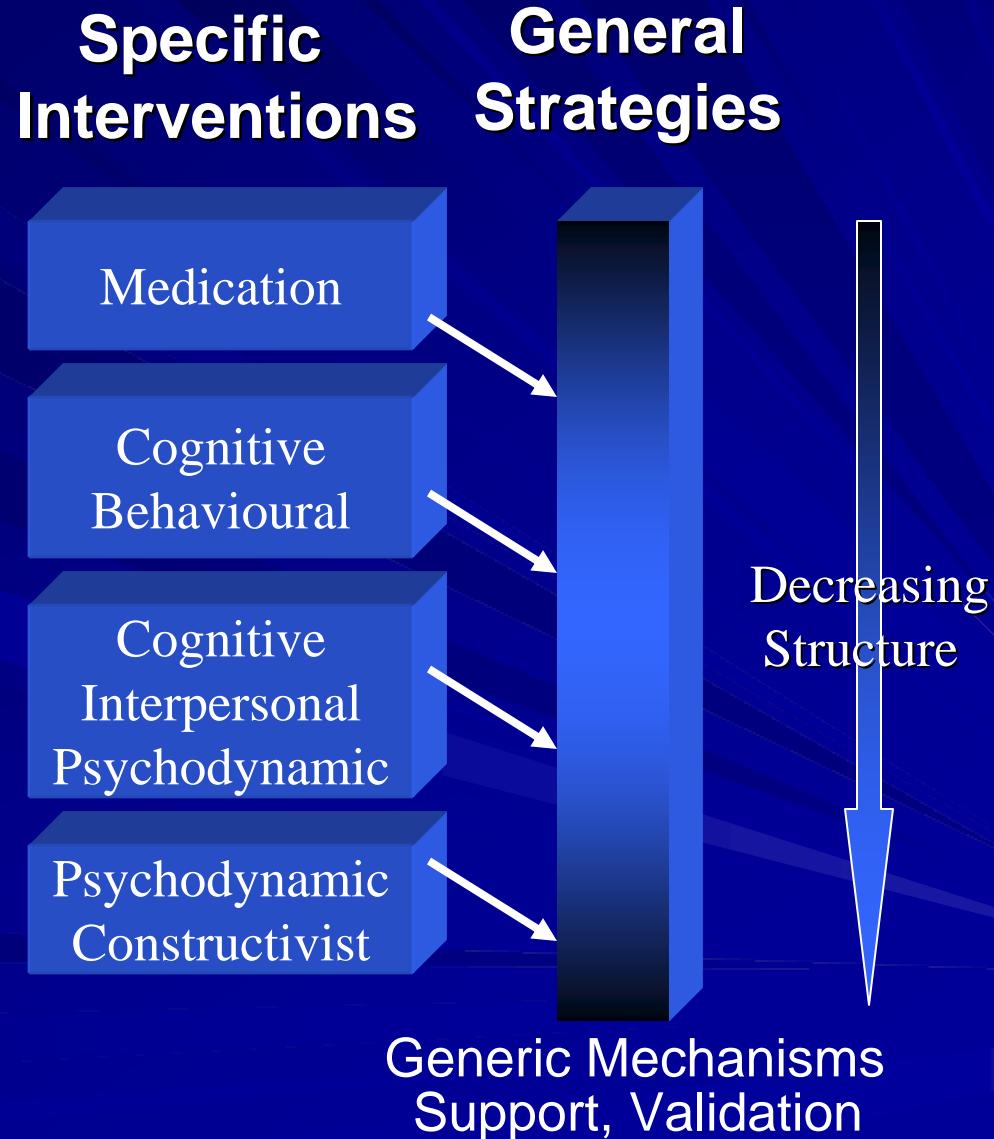 Specific
Interventions
General
Strategies
Medication
Cognitive
Behavioural
Cognitive
Interpersonal
Psychodynamic
Psychodynamic
Constructivist
Decreasing
Structure
Generic Mechanisms
Support, Validation